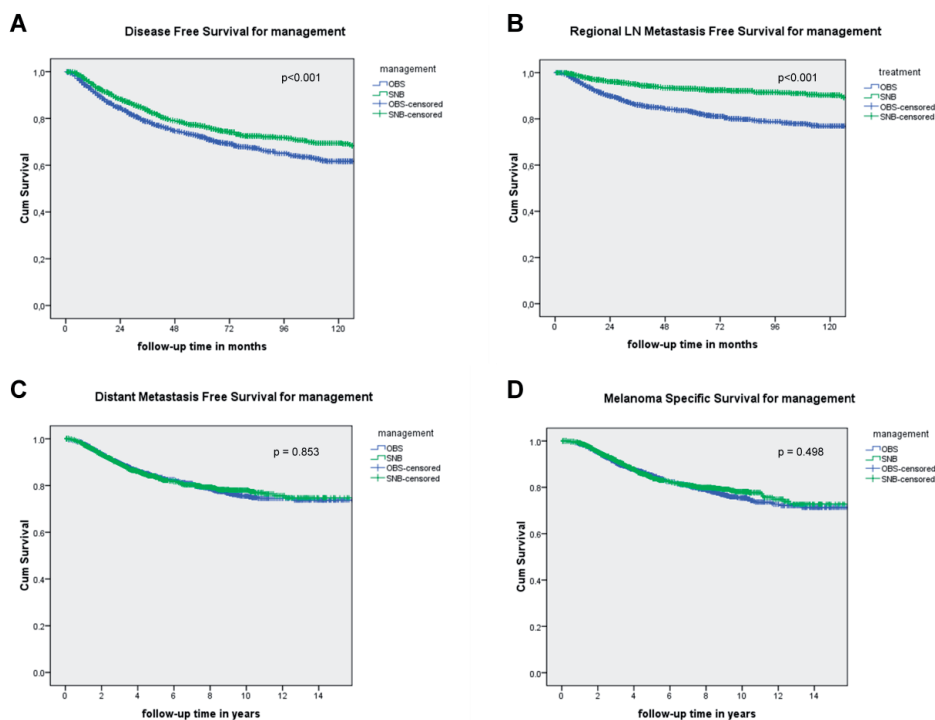 A
Disease Free Survival for management
p<0.001
management
OBS
SNB
OBS-censored
SNB-censored
Cum Survival
1,0
0,8
0,6
0,4
0,2
0,0
0
24
48
72
96
120
follow-up time in months
B
Regional LN Metastasis Free Survival for management
p<0.001
treatment
OBS
SNB
OBS-censored
SNB-censored
Cum Survival
1,0
0,8
0,6
0,4
0,2
0,0
0
24
48
72
96
120
follow-up time in months
C
Distant Metastasis Free Survival for management
p = 0.853
management
OBS
SNB
OBS-censored
SNB-censored
Cum Survival
1.0
0.8
0.6
0.4
0.2
0.0
0
2
4
6
8
10
12
14
follow-up time in years
D
Melanoma Specific Survival for management
p = 0.498
management
OBS
SNB
OBS-censored
SNB-censored
Cum Survival
1.0
0.8
0.6
0.4
0.2
0.0
0
2
4
6
8
10
12
14
follow-up time in years